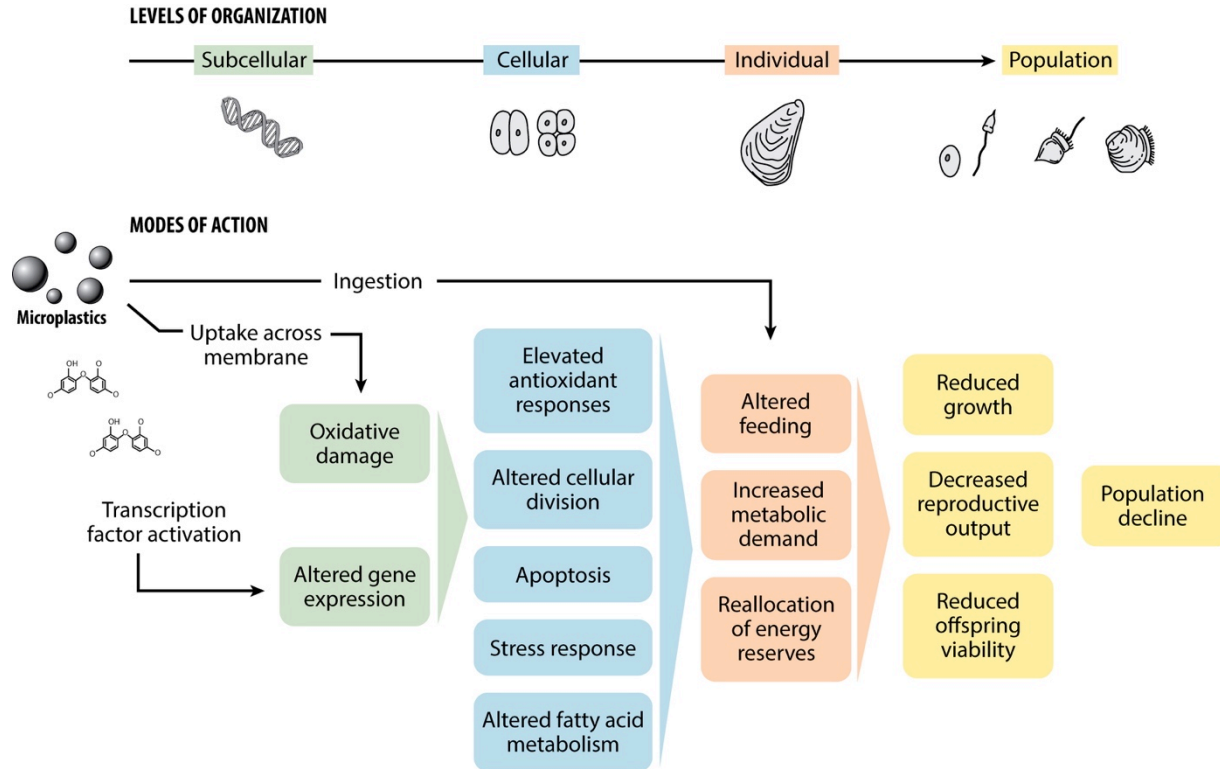 LEVELS OF ORGANIZATION
Subcellular
Cellular
Individual
Population
MODES OF ACTION
Microplastics
Ingestion
Uptake across
membrane
OH
O
O
O
O
OH
O
O
O
O
Transcription
factor activation
Oxidative
damage
Altered gene
expression
Elevated
antioxidant
responses
Altered cellular
division
Apoptosis
Stress response
Altered fatty acid
metabolism
Altered
feeding
Increased
metabolic
demand
Reallocation
of energy
reserves
Reduced
growth
Decreased
reproductive
output
Reduced
offspring
viability
Population
decline